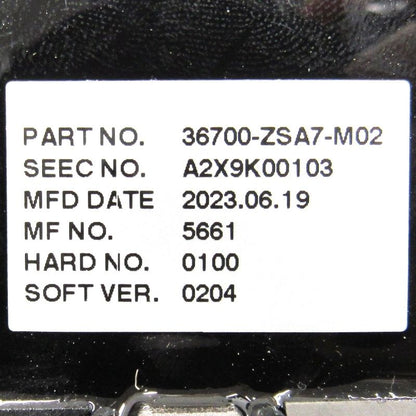 PART NO. 36700-ZSA7-M02
SEEC NO. A2X9K00103
MFD DATE 2023.06.19
MF NO. 5661
HARD NO. 0100
SOFT VER. 0204